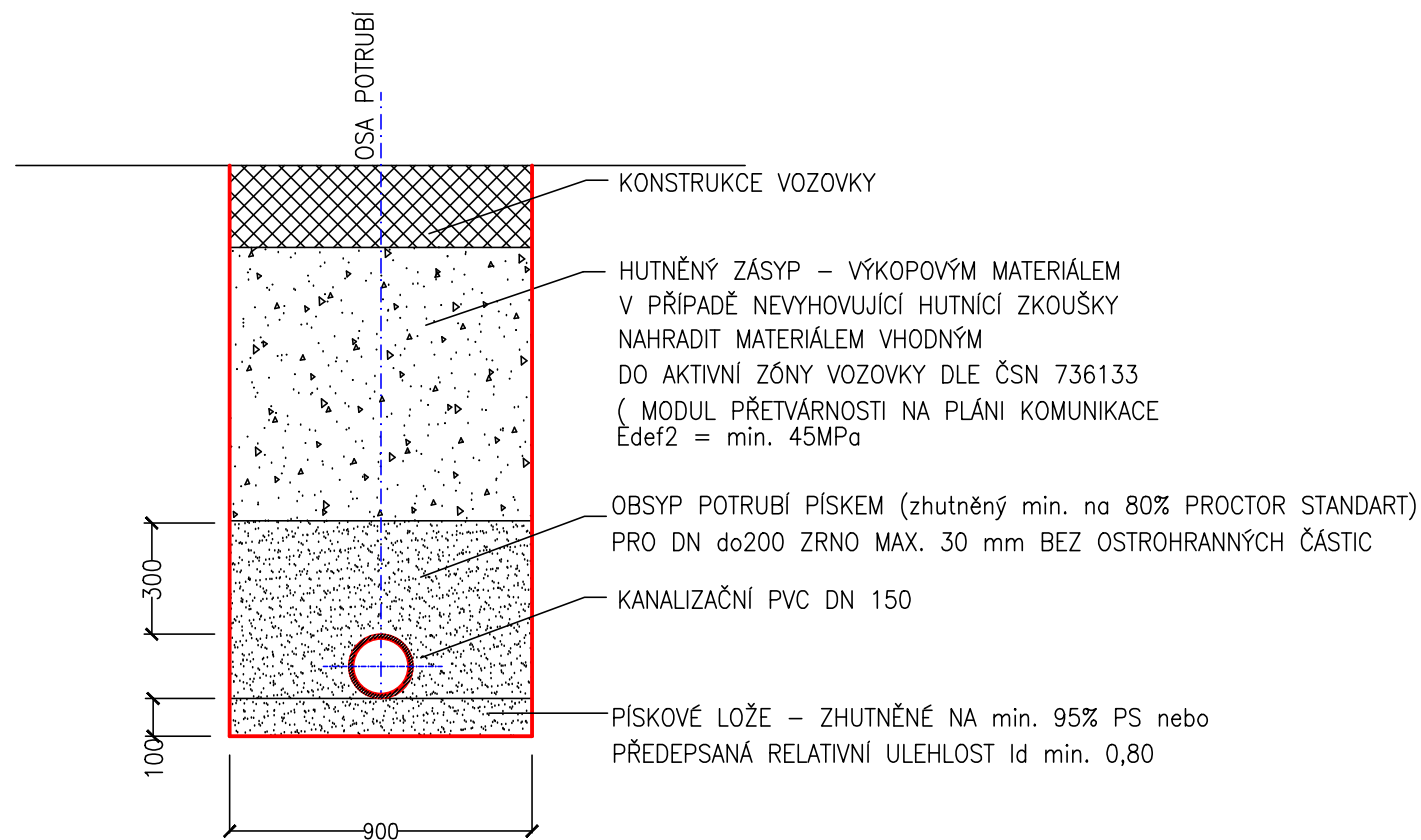 OSA POTRUBÍ
KONSTRUKCE VOZOVKY
HUTNĚNÝ ZÁSYP – VÝKOPOVÝM MATERIÁLEM
V PŘÍPADĚ NEVYHOVUJÍCÍ HUTNÍCÍ ZKOUŠKY
NAHRADIT MATERIÁLEM VHODNÝM
DO AKTIVNÍ ZÓNY VOZOVKY DLE ČSN 736133
( MODUL PŘETVÁRNOSTI NA PLÁNI KOMUNIKACE
Edef2 = min. 45MPa
OBSYP POTRUBÍ PÍSKEM (zhutněný min. na 80% PROCTOR STANDART)
PRO DN do200 ZRNO MAX. 30 mm BEZ OSTROHRANNÝCH ČÁSTIC
300
KANALIZAČNÍ PVC DN 150
PÍSKOVÉ LOŽE – ZHUTNĚNÉ NA min. 95% PS nebo
PŘEDEPSANÁ RELATIVNÍ ULEHLOST Id min. 0,80
100
900